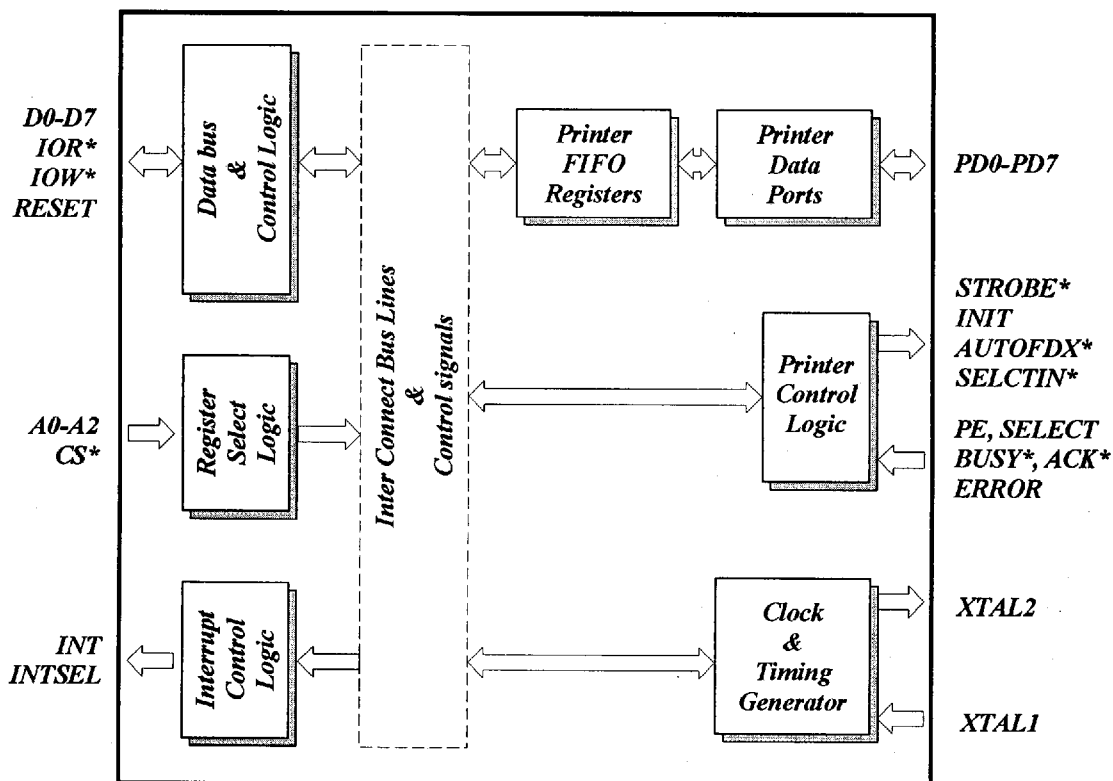 D0-D7
IOR*
IOW*
RESET
Data bus
&
Control Logic
A0-A2
CS*
Register
Select
Logic
INT
INTSEL
Interrupt
Control
Logic
Inter Connect Bus Lines
&
Control signals
Printer
FIFO
Registers
Printer
Data
Ports
PD0-PD7
Printer
Control
Logic
STROBE*
INIT
AUTOFDX*
SELCTIN*
PE, SELECT
BUSY*, ACK*
ERROR
Clock
&
Timing
Generator
XTAL2
XTAL1